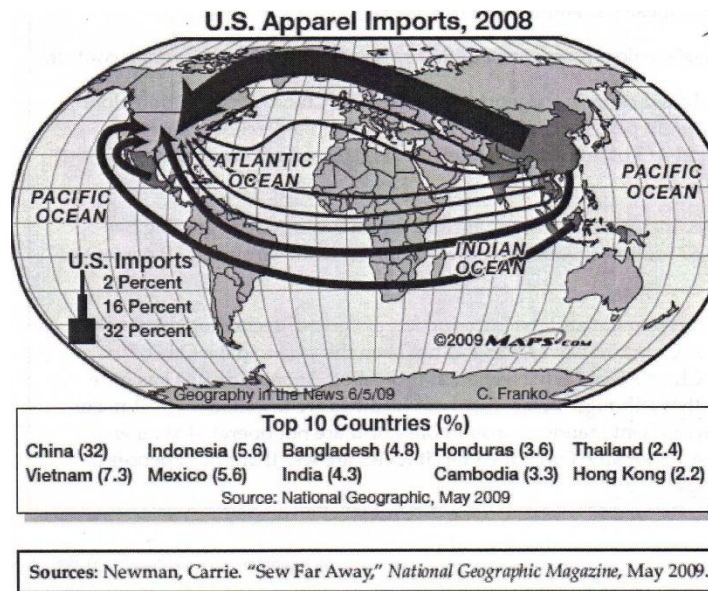 U.S. Apparel Imports, 2008
ATLANTIC
OCEAN
PACIFIC
OCEAN
PACIFIC
OCEAN
INDIAN
OCEAN
U.S. Imports
2 Percent
16 Percent
32 Percent
©2009 MAPS.com
Geography in the News 6/5/09 C. Franko
Top 10 Countries (%)
China (32) Indonesia (5.6) Bangladesh (4.8) Honduras (3.6) Thailand (2.4)
Vietnam (7.3) Mexico (5.6) India (4.3) Cambodia (3.3) Hong Kong (2.2)
Source: National Geographic, May 2009
Sources: Newman, Carrie. “Sew Far Away,” National Geographic Magazine, May 2009.